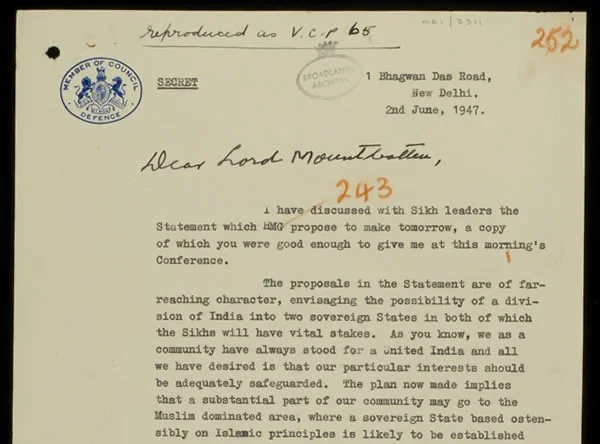 reproduced as V.C.P 65
252
MEMBER OF COUNCIL
DEFENCE
SECRET
BROADLANDS
ARCHIVES
1 Bhagwan Das Road,
New Delhi.
2nd June, 1947.
Dear Lord Mountbatten,
243
I have discussed with Sikh leaders the
Statement which HMG propose to make tomorrow, a copy
of which you were good enough to give me at this morning's
Conference.
The proposals in the Statement are of far-
reaching character, envisaging the possibility of a divi-
sion of India into two sovereign States in both of which
the Sikhs will have vital stakes. As you know, we as a
community have always stood for a United India and all
we have desired is that our particular interests should
be adequately safeguarded. The plan now made implies
that a substantial part of our community may go to the
Muslim dominated area, where a sovereign State based osten-
sibly on Islamic principles is likely to be established